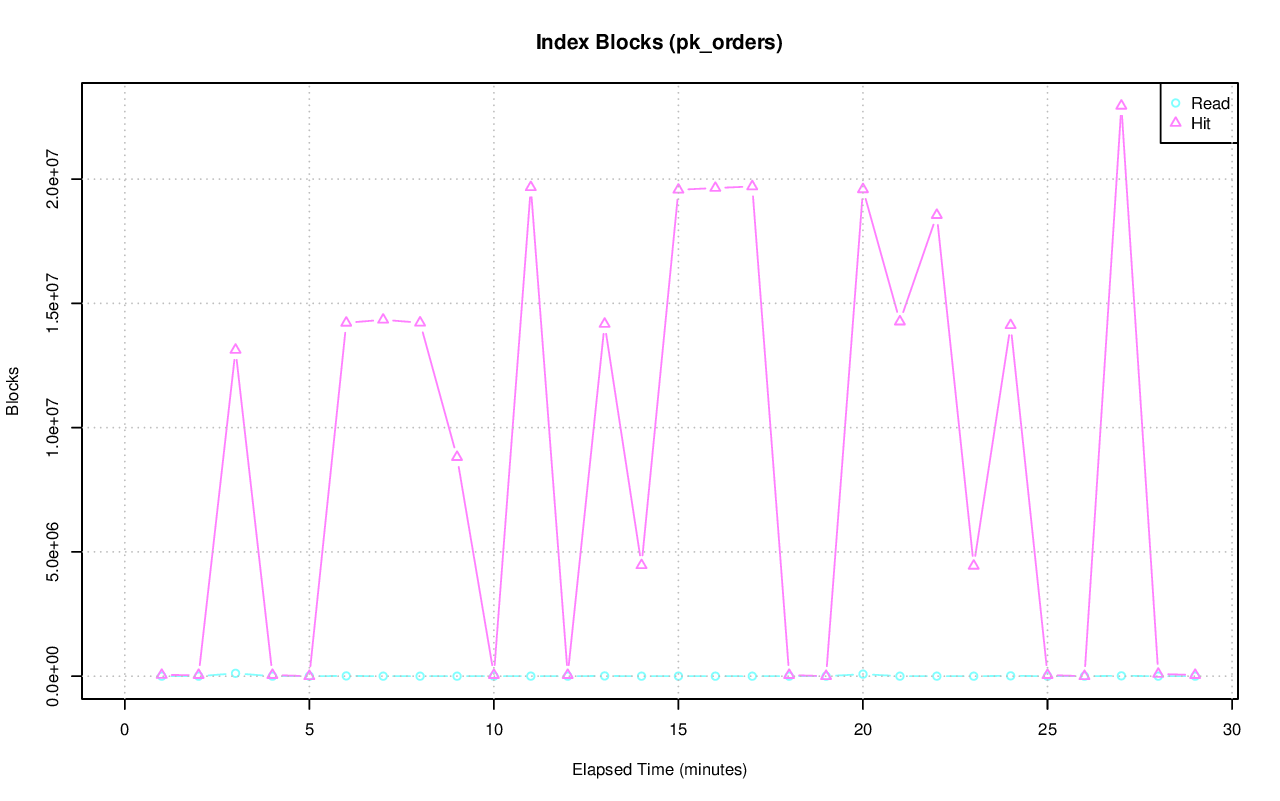 Index Blocks (pk_orders)
Read
Hit
Blocks
2.0e+07
1.5e+07
1.0e+07
5.0e+06
0.0e+00
0 5 10 15 20 25 30
Elapsed Time (minutes)